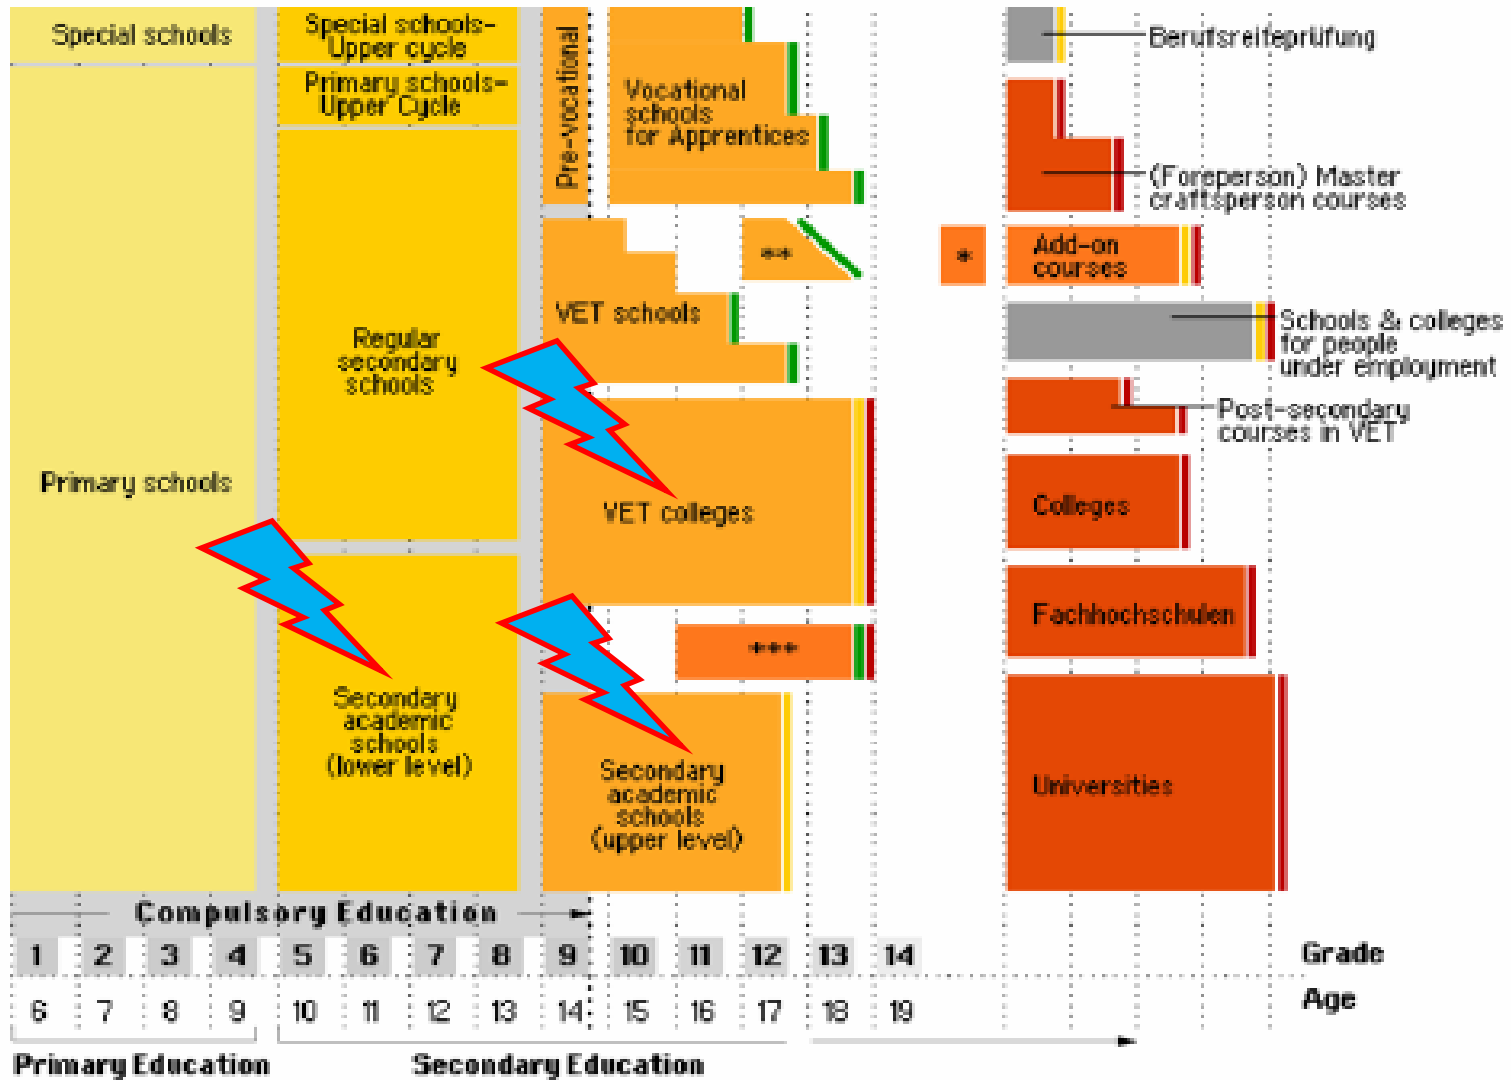 Special schools
Special schools-
Upper cycle
Primary schools-
Upper Cycle
Pre-vocational
Vocational
schools
for Apprentices
Berufsreifeprüfung
(Foreperson) Master
craftsperson courses
**
*
Add-on
courses
VET schools
Schools & colleges
for people
under employment
Regular
secondary
schools
Post-secondary
courses in VET
Primary schools
VET colleges
Colleges
Fachhochschulen
***
Secondary
academic
schools
(lower level)
Secondary
academic
schools
(upper level)
Universities
Compulsory Education
1 2 3 4 5 6 7 8 9 10 11 12 13 14 Grade
6 7 8 9 10 11 12 13 14 15 16 17 18 19 Age
Primary Education Secondary Education